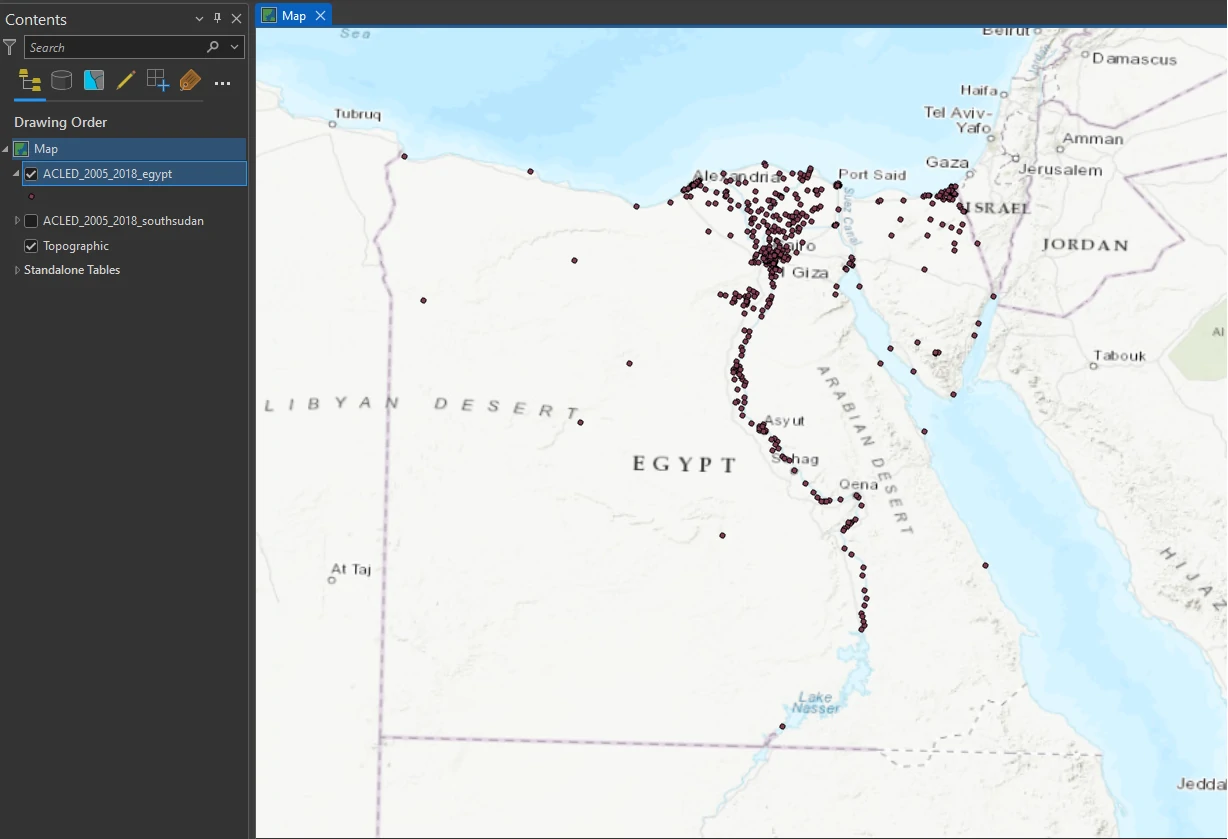 Contents
Search
Drawing Order
Map
ACLED_2005_2018_egypt
ACLED_2005_2018_southsudan
Topographic
Standalone Tables
Map
Sea
Beirut
Damascus
Haifa
Tel Aviv-
Yafo
Amman
Tubruq
Gaza
Jerusalem
Alexandria
Port Said
ISRAEL
Suez Canal
JORDAN
Giza
Tabouk
Al
LIBYAN DESERT
ARABIAN DESERT
Asyut
EGYPT
Sohag
Qena
At Taj
HIJAZ
Lake
Nasser
Jedda